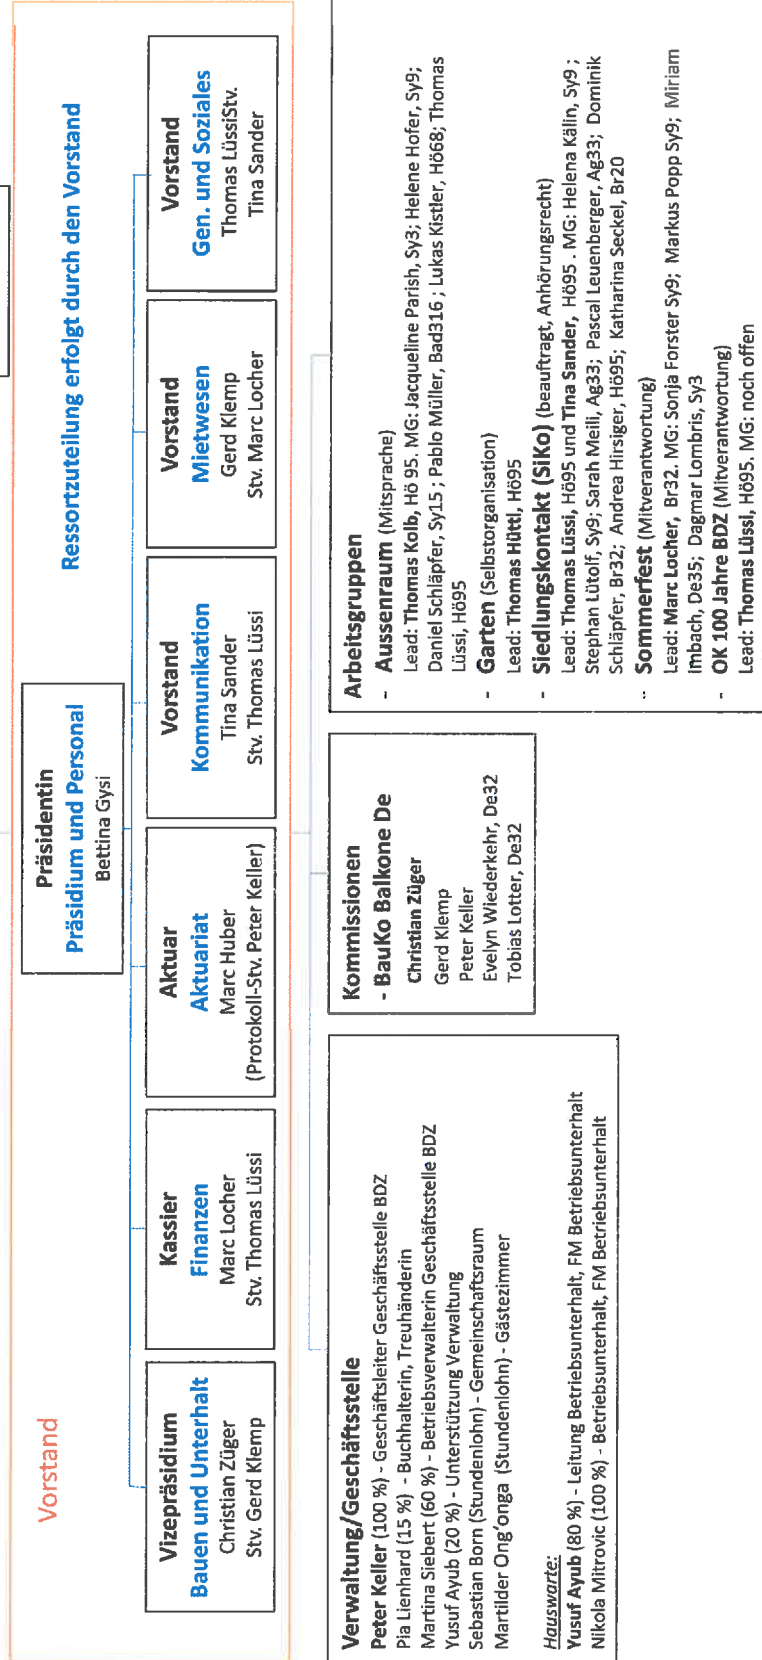 Vorstand
Ressortzuteilung erfolgt durch den Vorstand
Präsidentin
Präsidium und Personal
Bettina Gysi
Vizepräsidium
Bauen und Unterhalt
Christian Züger
Stv. Gerd Klemp
Kassier
Finanzen
Marc Locher
Stv. Thomas Lüssi
Aktuar
Aktuariat
Marc Huber
(Protokoll-Stv. Peter Keller)
Vorstand
Kommunikation
Tina Sander
Stv. Thomas Lüssi
Vorstand
Mietwesen
Gerd Klemp
Stv. Marc Locher
Vorstand
Gen. und Soziales
Thomas LüssiStv.
Tina Sander
Verwaltung/Geschäftsstelle
Peter Keller (100 %) - Geschäftsleiter Geschäftsstelle BDZ
Pia Lienhard (15 %) - Buchhalterin, Treuhänderin
Martina Siebert (60 %) - Betriebsverwalterin Geschäftsstelle BDZ
Yusuf Ayub (20 %) - Unterstützung Verwaltung
Sebastian Born (Stundenlohn) - Gemeinschaftsraum
Martilder Ong'onga (Stundenlohn) - Gästezimmer
Hauswarte:
Yusuf Ayub (80 %) - Leitung Betriebsunterhalt, FM Betriebsunterhalt
Nikola Mitrovic (100 %) - Betriebsunterhalt, FM Betriebsunterhalt
Kommissionen
- BauKo Balkone De
Christian Züger
Gerd Klemp
Peter Keller
Evelyn Wiederkehr, De32
Tobias Lotter, De32
Arbeitsgruppen
- Aussenraum (Mitsprache)
Lead: Thomas Kolb, Hö 95. MG: Jacqueline Parish, Sy3; Helene Hofer, Sy9;
Daniel Schläpfer, Sy15 ; Pablo Müller, Bad316 ; Lukas Kistler, Hö68; Thomas
Lüssi, Hö95
- Garten (Selbstorganisation)
Lead: Thomas Hüttl, Hö95
- Siedlungskontakt (SiKo) (beauftragt, Anhörungsrecht)
Lead: Thomas Lüssi, Hö95 und Tina Sander, Hö95 . MG: Helena Kälin, Sy9 ;
Stephan Lütolf, Sy9; Sarah Meili, Ag33; Pascal Leuenberger, Ag33; Dominik
Schläpfer, Br32; Andrea Hirsiger, Hö95; Katharina Seckel, Br20
- Sommerfest (Mitverantwortung)
Lead: Marc Locher, Br32. MG: Sonja Forster Sy9; Markus Popp Sy9; Miriam
Imbach, De35; Dagmar Lombris, Sy3
- OK 100 Jahre BDZ (Mitverantwortung)
Lead: Thomas Lüssi, Hö95. MG: noch offen